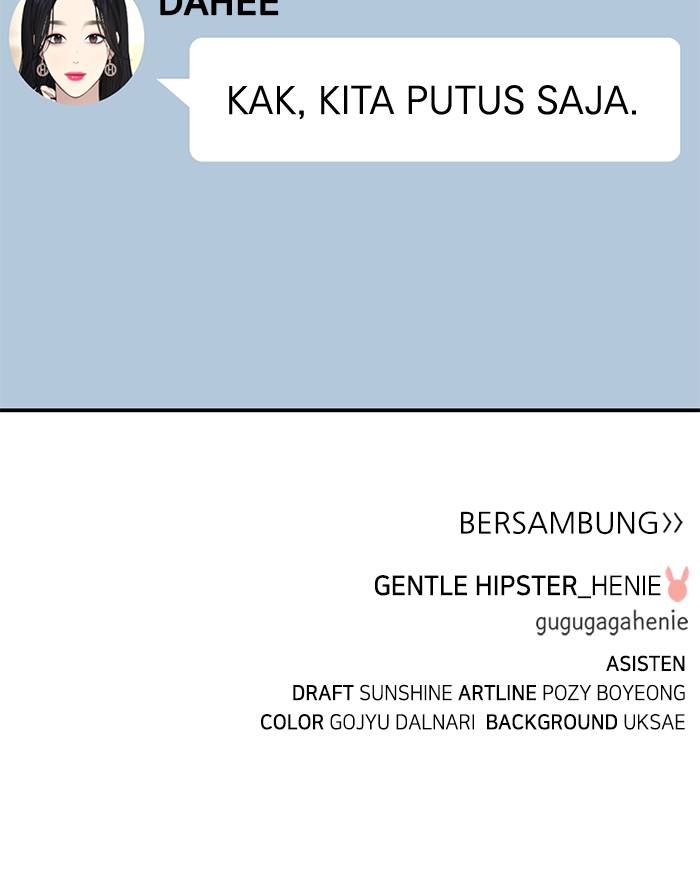 DAHEE
KAK, KITA PUTUS SAJA.
BERSAMBUNG»
GENTLE HIPSTER_HENIE
gugugagahenie
ASISTEN
DRAFT SUNSHINE ARTLINE POZY BOYEONG
COLOR GOJYU DALNARI BACKGROUND UKSAE